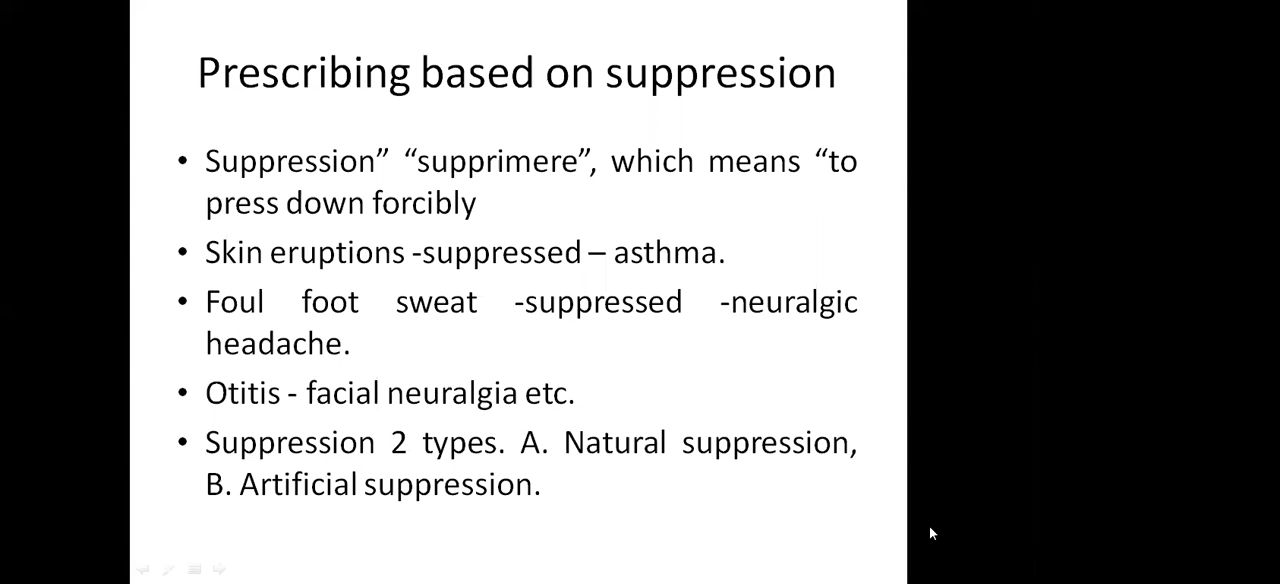 Prescribing based on suppression
• Suppression” “supprimere”, which means “to
press down forcibly
• Skin eruptions -suppressed – asthma.
• Foul foot sweat -suppressed -neuralgic
headache.
• Otitis - facial neuralgia etc.
• Suppression 2 types. A. Natural suppression,
B. Artificial suppression.